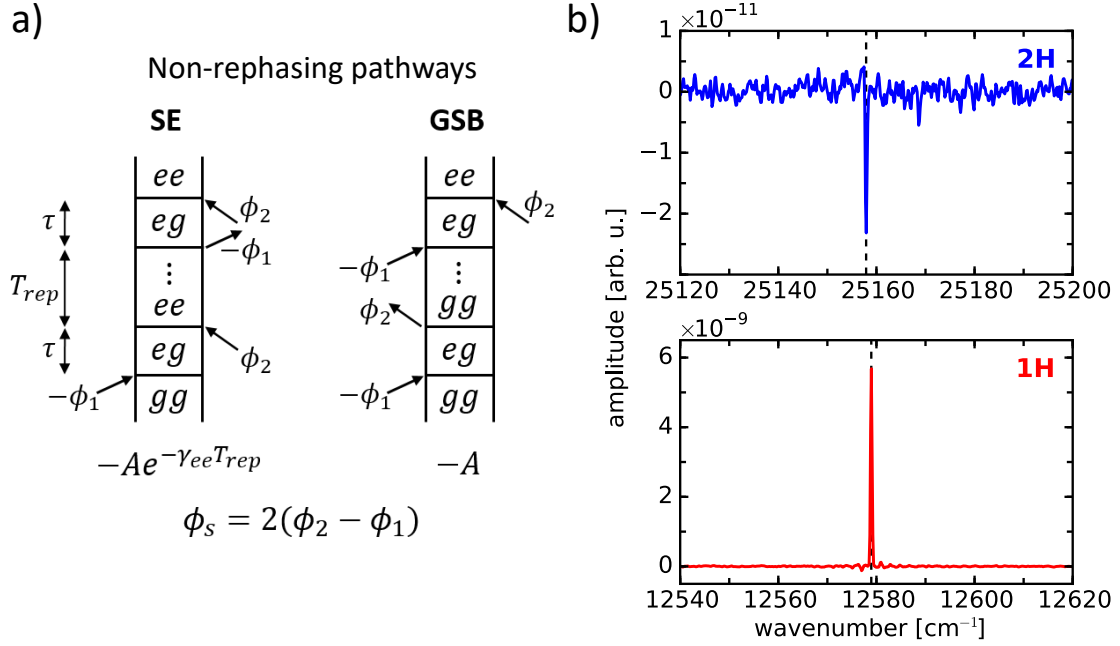 a)
Non-rephasing pathways
SE
GSB
ee
ee
τ
eg
ϕ₂
eg
ϕ₂
−ϕ₁
−ϕ₁
T_rep
⋮
⋮
ee
gg
ϕ₂
τ
eg
ϕ₂
eg
−ϕ₁
gg
−ϕ₁
gg
−Ae^{−γ_ee T_rep}
−A
ϕ_s = 2(ϕ₂ − ϕ₁)
b)
×10⁻¹¹
1
2H
0
−1
−2
25120 25140 25160 25180 25200
×10⁻⁹
6
1H
4
2
0
12540 12560 12580 12600 12620
amplitude [arb. u.]
wavenumber [cm⁻¹]